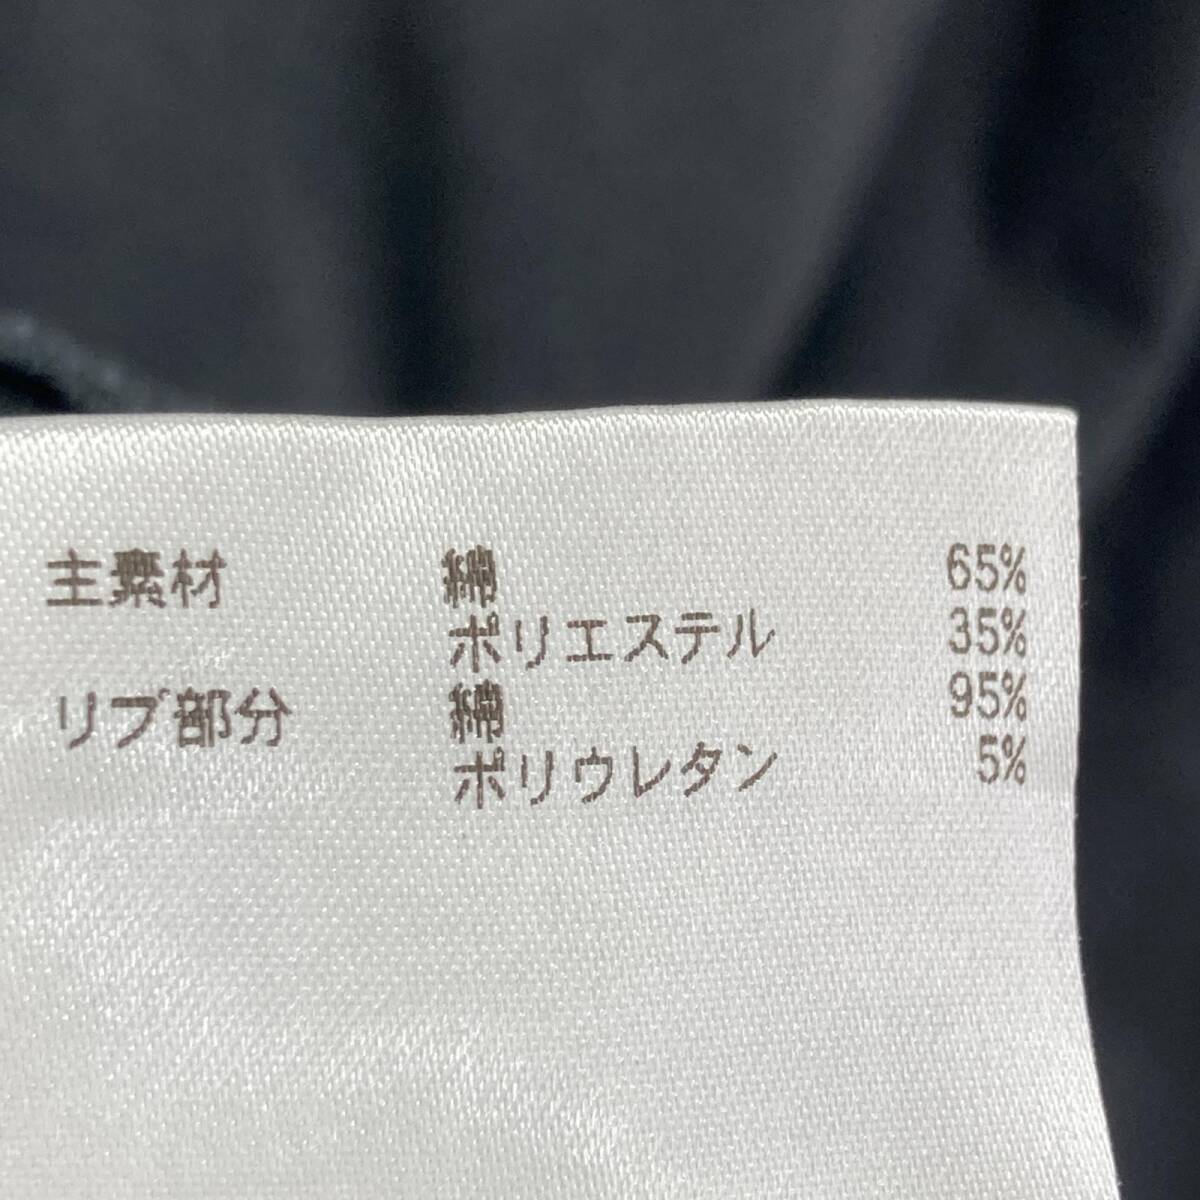 主素材 綿 65%
ポリエステル 35%
リブ部分 綿 95%
ポリウレタン 5%